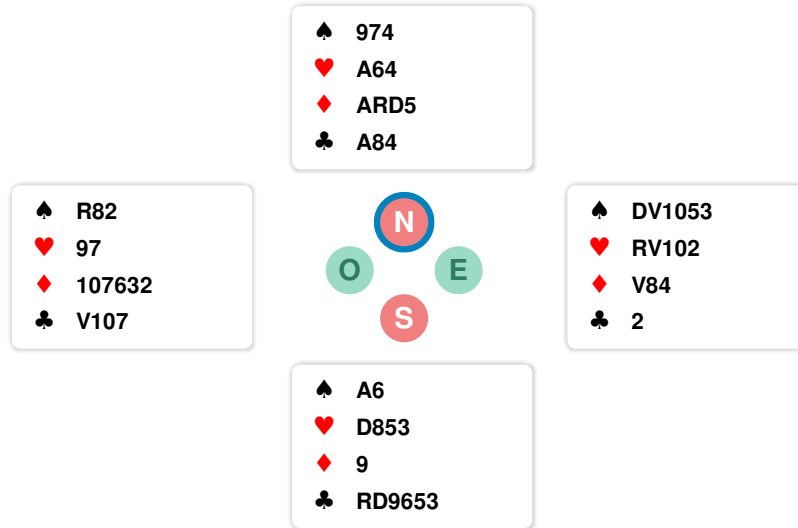 ♠ 974
♥ A64
♦ ARD5
♣ A84
♠ R82
♥ 97
♦ 107632
♣ V107
N
O E
S
♠ DV1053
♥ RV102
♦ V84
♣ 2
♠ A6
♥ D853
♦ 9
♣ RD9653